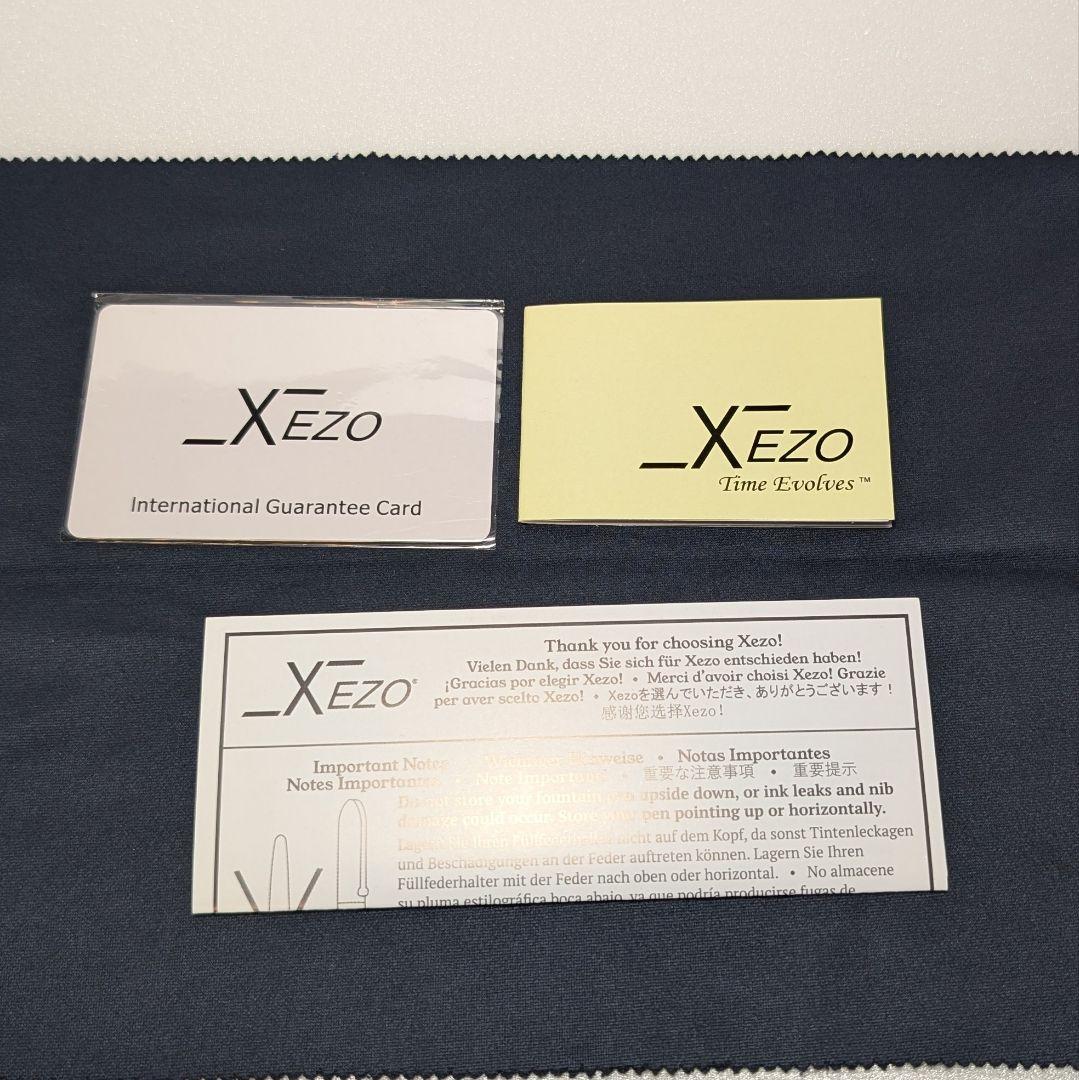 XEZO
International Guarantee Card
XEZO
Time Evolves™
XEZO®
Thank you for choosing Xezo!
Vielen Dank, dass Sie sich für Xezo entschieden haben!
¡Gracias por elegir Xezo! • Merci d'avoir choisi Xezo! Grazie
per aver scelto Xezo! • Xezoを選んでいただき、ありがとうございます！
感谢您选择Xezo!
Important Notes • Wichtige Hinweise • Notas Importantes
Notes Importantes • Note Importanti • 重要な注意事項 • 重要提示
Do not store your fountain pen upside down, or ink leaks and nib
damage could occur. Store your pen pointing up or horizontally.
Lagern Sie Ihren Füllfederhalter nicht auf dem Kopf, da sonst Tintenleckagen
und Beschädigungen an der Feder auftreten können. Lagern Sie Ihren
Füllfederhalter mit der Feder nach oben oder horizontal. • No almacene
su pluma estilográfica boca abajo, ya que podría producirse fugas de